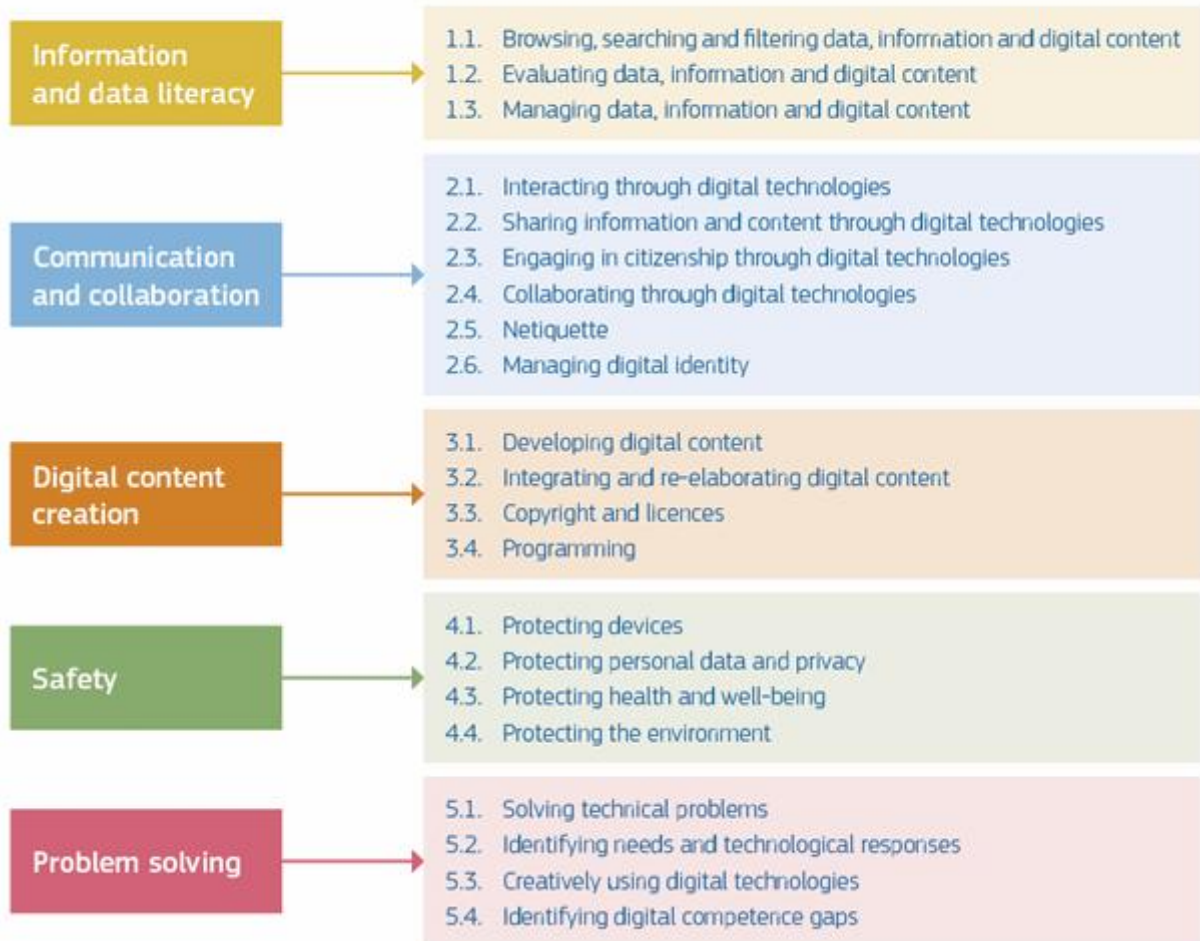 Information
and data literacy
1.1. Browsing, searching and filtering data, information and digital content
1.2. Evaluating data, information and digital content
1.3. Managing data, information and digital content
Communication
and collaboration
2.1. Interacting through digital technologies
2.2. Sharing information and content through digital technologies
2.3. Engaging in citizenship through digital technologies
2.4. Collaborating through digital technologies
2.5. Netiquette
2.6. Managing digital identity
Digital content
creation
3.1. Developing digital content
3.2. Integrating and re-elaborating digital content
3.3. Copyright and licences
3.4. Programming
Safety
4.1. Protecting devices
4.2. Protecting personal data and privacy
4.3. Protecting health and well-being
4.4. Protecting the environment
Problem solving
5.1. Solving technical problems
5.2. Identifying needs and technological responses
5.3. Creatively using digital technologies
5.4. Identifying digital competence gaps